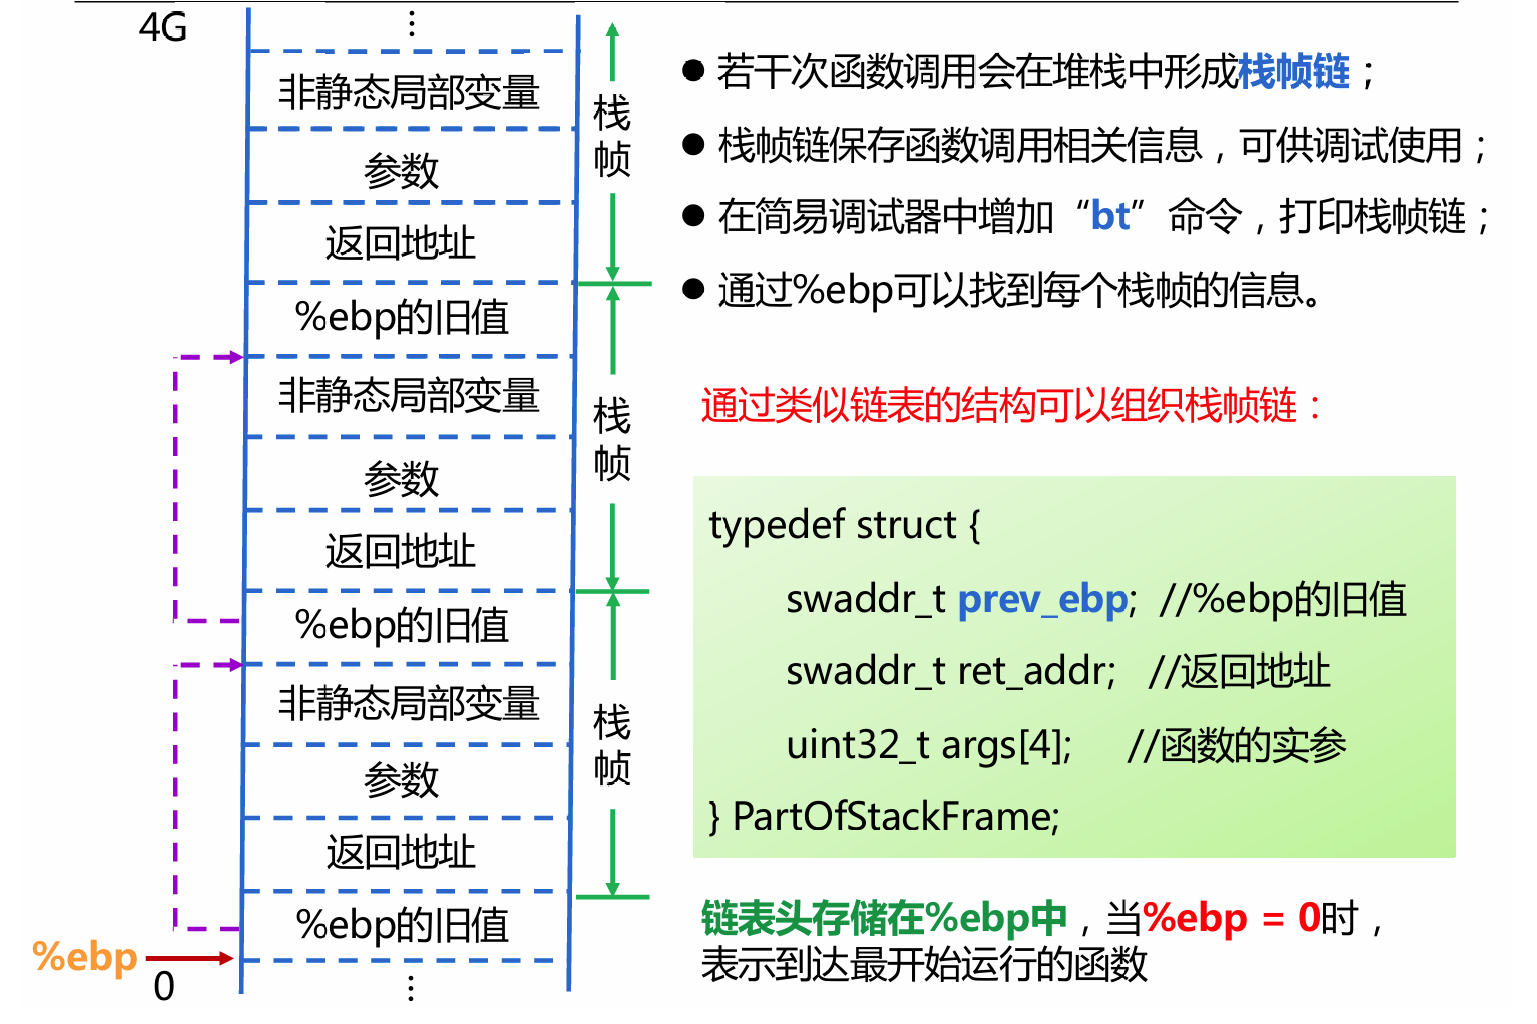 4G
⋮
非静态局部变量
参数
返回地址
%ebp的旧值
非静态局部变量
参数
返回地址
%ebp的旧值
非静态局部变量
参数
返回地址
%ebp的旧值
⋮
%ebp
0
栈帧
栈帧
栈帧
● 若干次函数调用会在堆栈中形成栈帧链；
● 栈帧链保存函数调用相关信息，可供调试使用；
● 在简易调试器中增加“bt”命令，打印栈帧链；
● 通过%ebp可以找到每个栈帧的信息。
通过类似链表的结构可以组织栈帧链：
typedef struct {
swaddr_t prev_ebp; //%ebp的旧值
swaddr_t ret_addr; //返回地址
uint32_t args[4]; //函数的实参
} PartOfStackFrame;
链表头存储在%ebp中，当%ebp = 0时，
表示到达最开始运行的函数